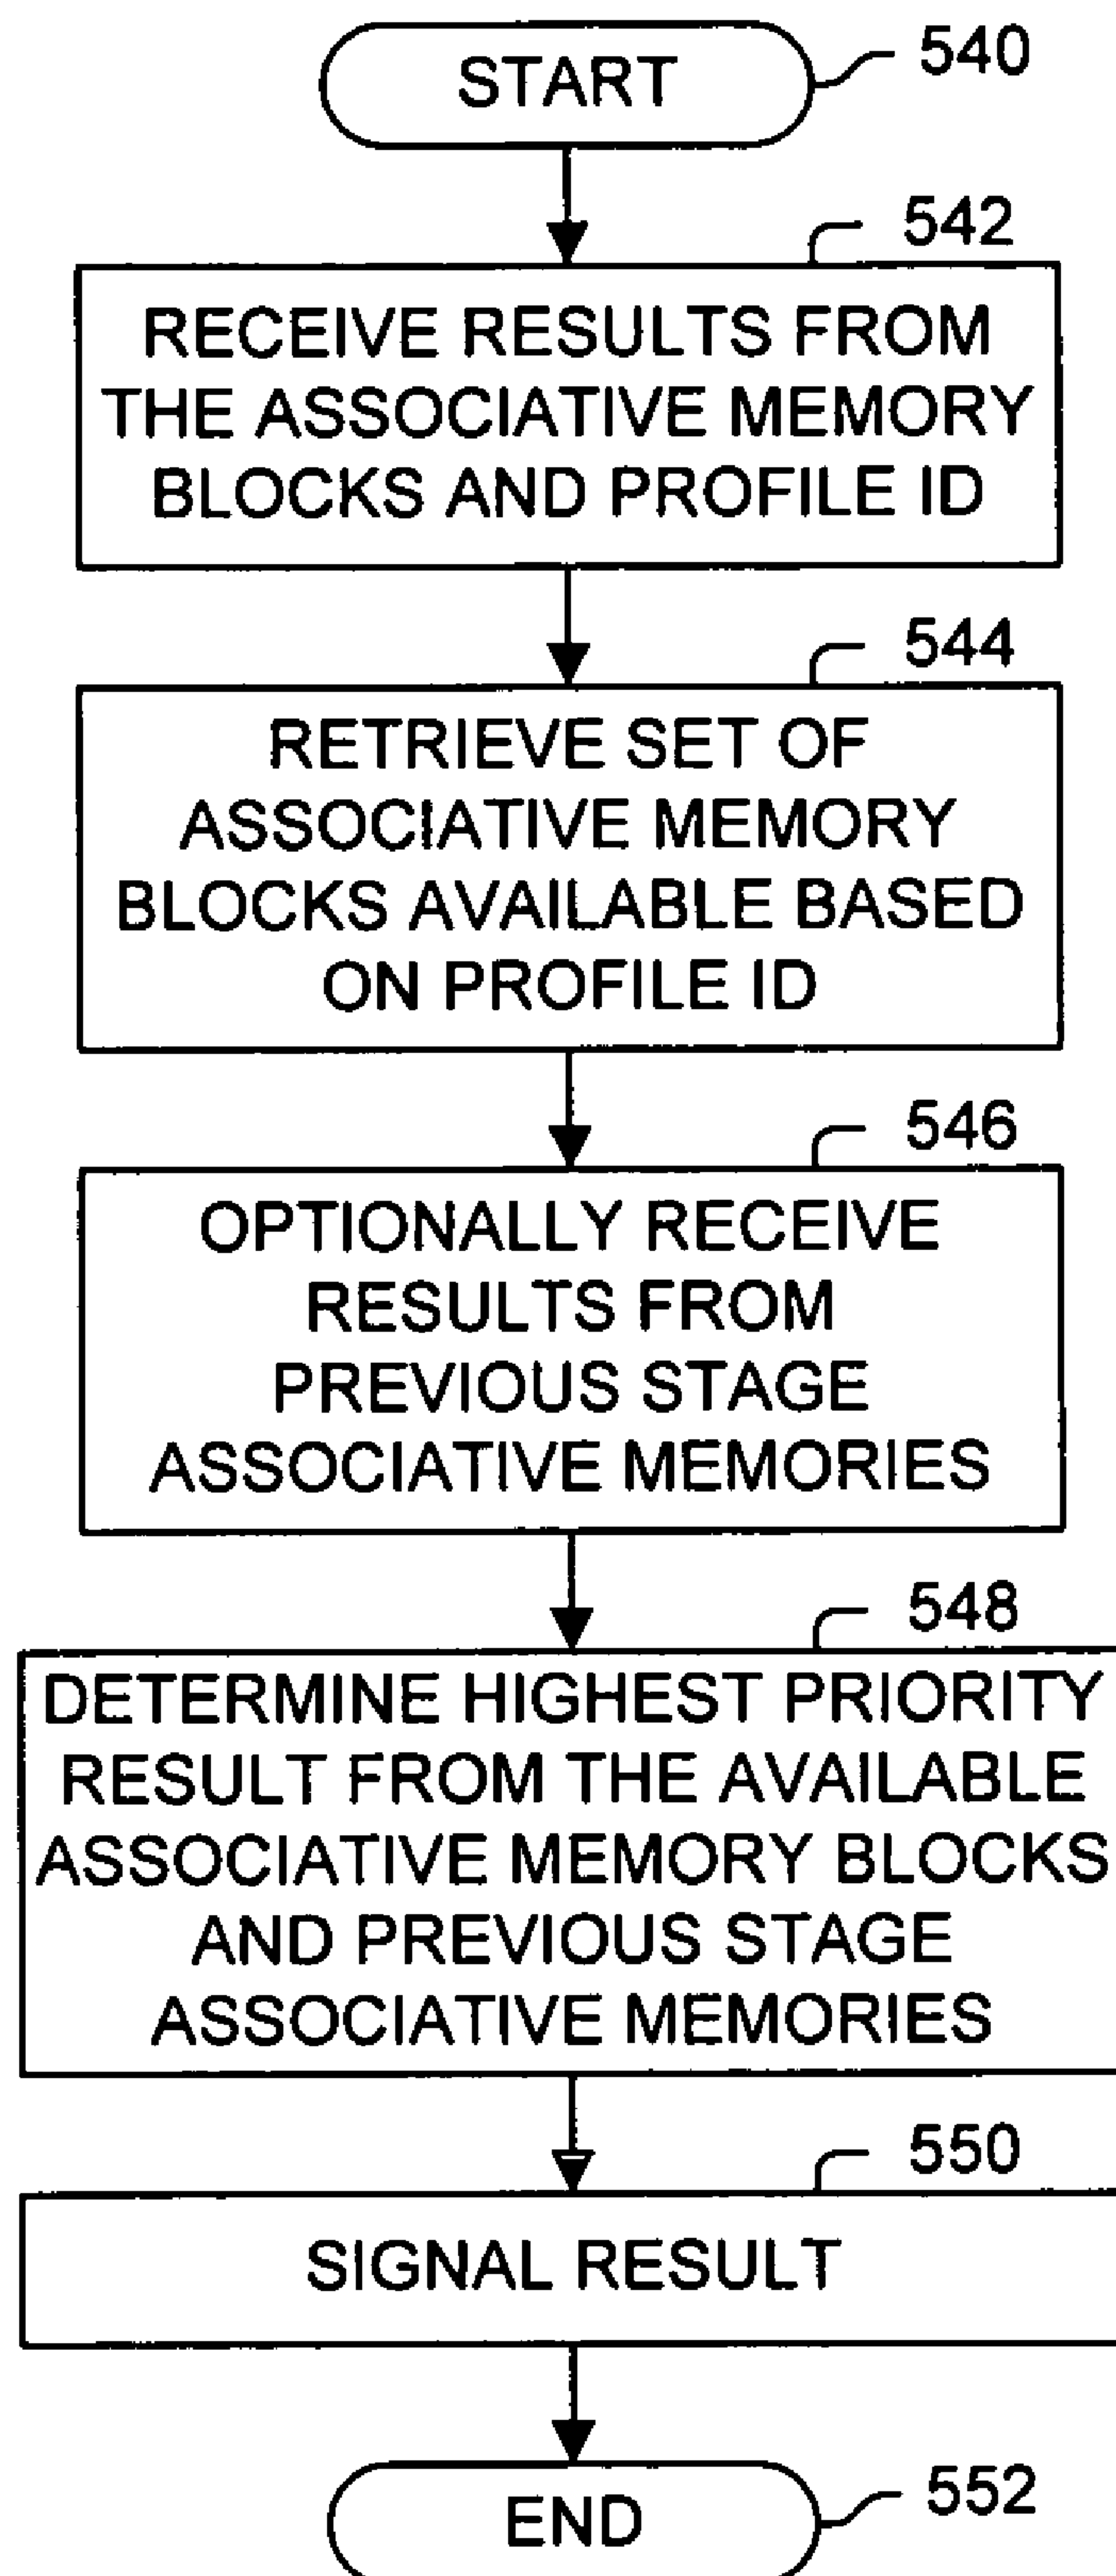 START
540
542
RECEIVE RESULTS FROM
THE ASSOCIATIVE MEMORY
BLOCKS AND PROFILE ID
544
RETRIEVE SET OF
ASSOCIATIVE MEMORY
BLOCKS AVAILABLE BASED
ON PROFILE ID
546
OPTIONALLY RECEIVE
RESULTS FROM
PREVIOUS STAGE
ASSOCIATIVE MEMORIES
548
DETERMINE HIGHEST PRIORITY
RESULT FROM THE AVAILABLE
ASSOCIATIVE MEMORY BLOCKS
AND PREVIOUS STAGE
ASSOCIATIVE MEMORIES
550
SIGNAL RESULT
END
552